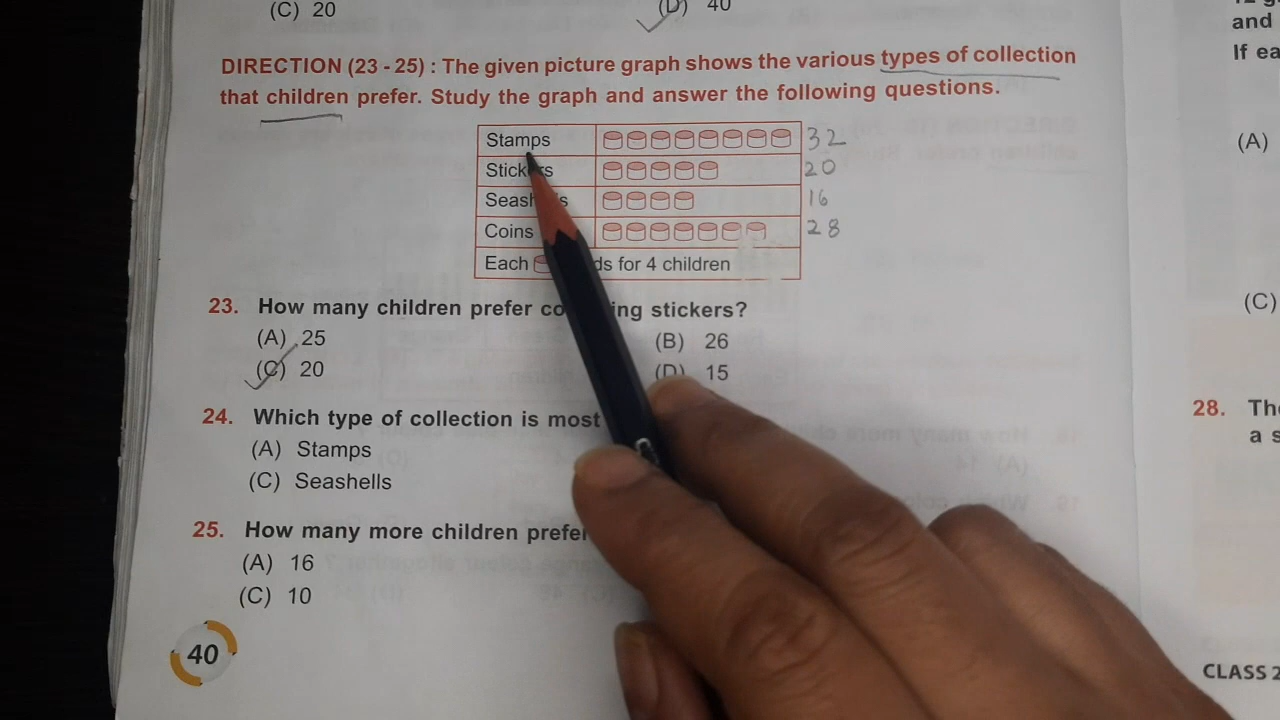 (C) 20 (D) 40
DIRECTION (23 - 25) : The given picture graph shows the various types of collection
that children prefer. Study the graph and answer the following questions.
Stamps 32
Stickers 20
Seashells 16
Coins 28
Each ds for 4 children
23. How many children prefer co ing stickers?
(A) 25 (B) 26
(C) 20 (D) 15
24. Which type of collection is most
(A) Stamps
(C) Seashells
25. How many more children prefer
(A) 16
(C) 10
40
and
If ea
(A)
(C)
28. The
a s
CLASS 2